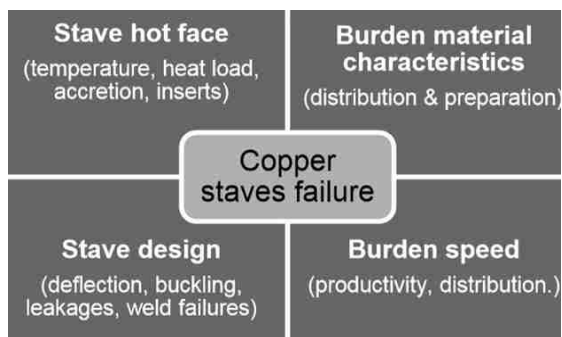 Stave hot face
(temperature, heat load,
accretion, inserts)
Burden material
characteristics
(distribution & preparation)
Copper
staves failure
Stave design
(deflection, buckling,
leakages, weld failures)
Burden speed
(productivity, distribution.)